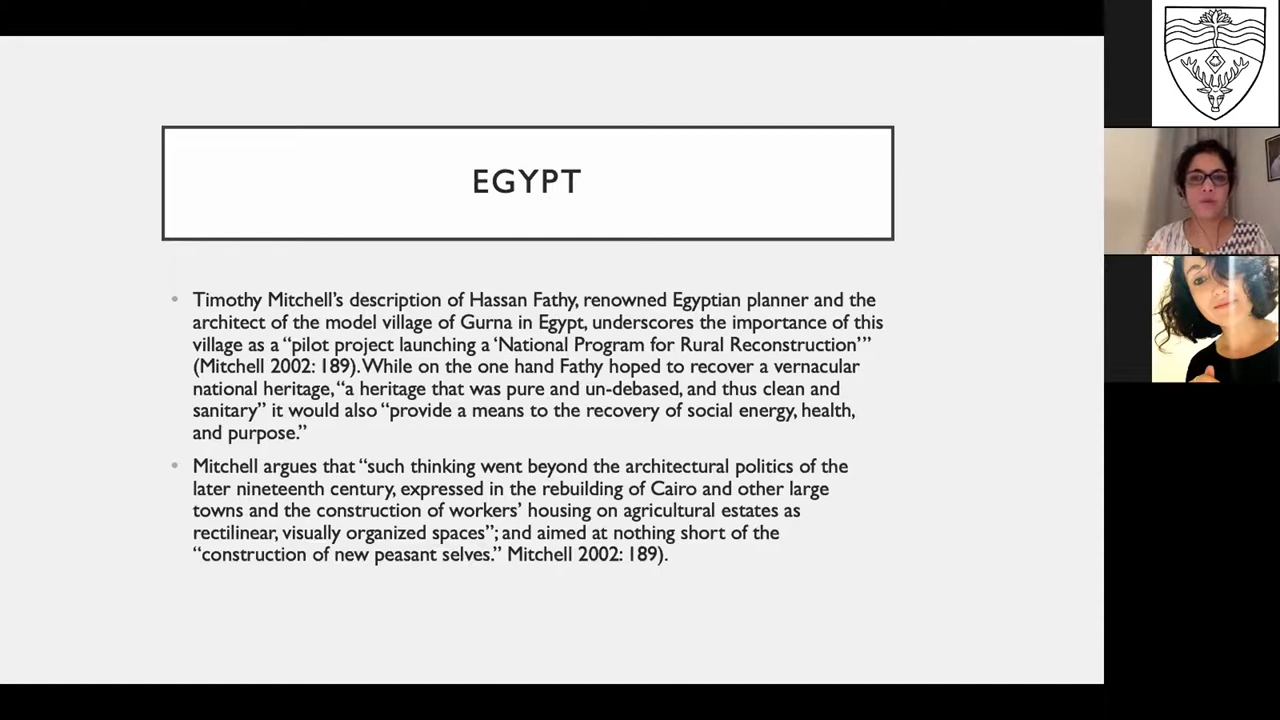 EGYPT
• Timothy Mitchell’s description of Hassan Fathy, renowned Egyptian planner and the
architect of the model village of Gurna in Egypt, underscores the importance of this
village as a “pilot project launching a ‘National Program for Rural Reconstruction’”
(Mitchell 2002: 189). While on the one hand Fathy hoped to recover a vernacular
national heritage, “a heritage that was pure and un-debased, and thus clean and
sanitary” it would also “provide a means to the recovery of social energy, health,
and purpose.”
• Mitchell argues that “such thinking went beyond the architectural politics of the
later nineteenth century, expressed in the rebuilding of Cairo and other large
towns and the construction of workers’ housing on agricultural estates as
rectilinear, visually organized spaces”; and aimed at nothing short of the
“construction of new peasant selves.” Mitchell 2002: 189).